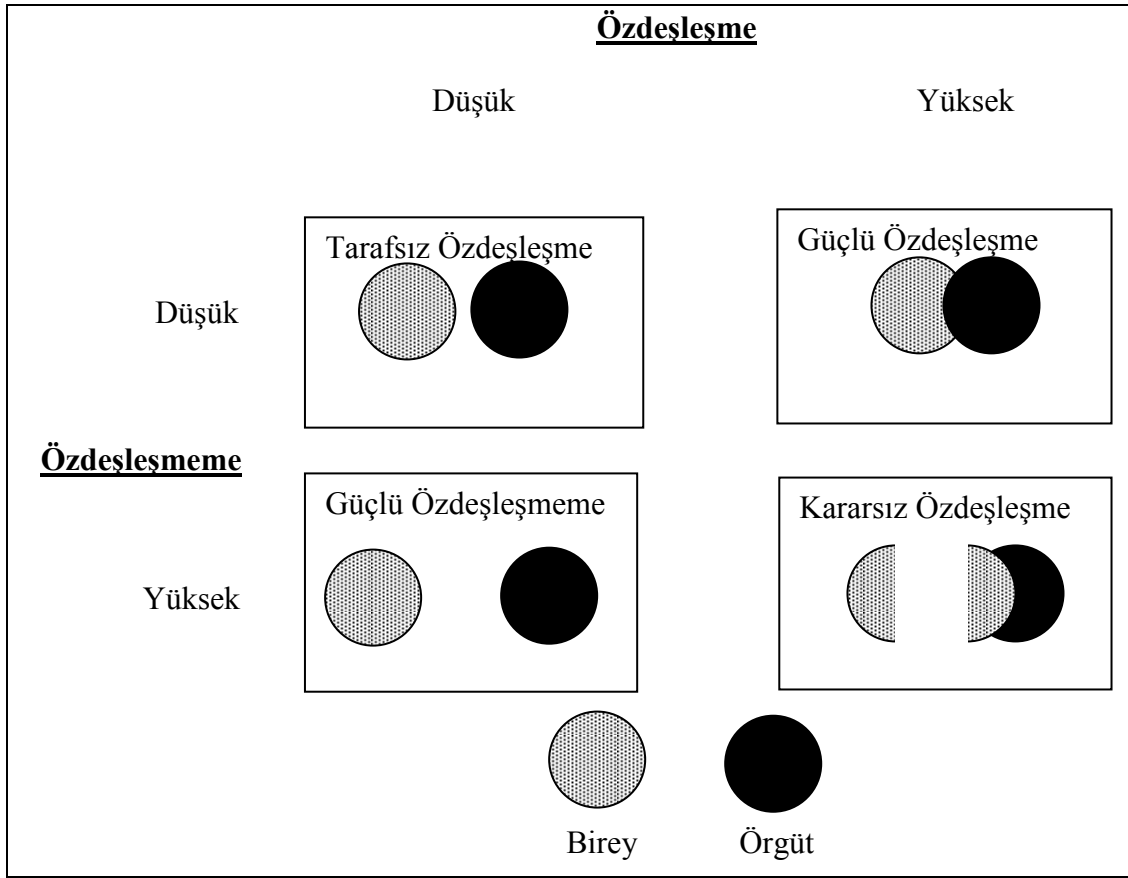 Özdeşleşme
Düşük Yüksek
Tarafsız Özdeşleşme
Güçlü Özdeşleşme
Düşük
Özdeşleşmeme
Güçlü Özdeşleşmeme
Kararsız Özdeşleşme
Yüksek
Birey Örgüt